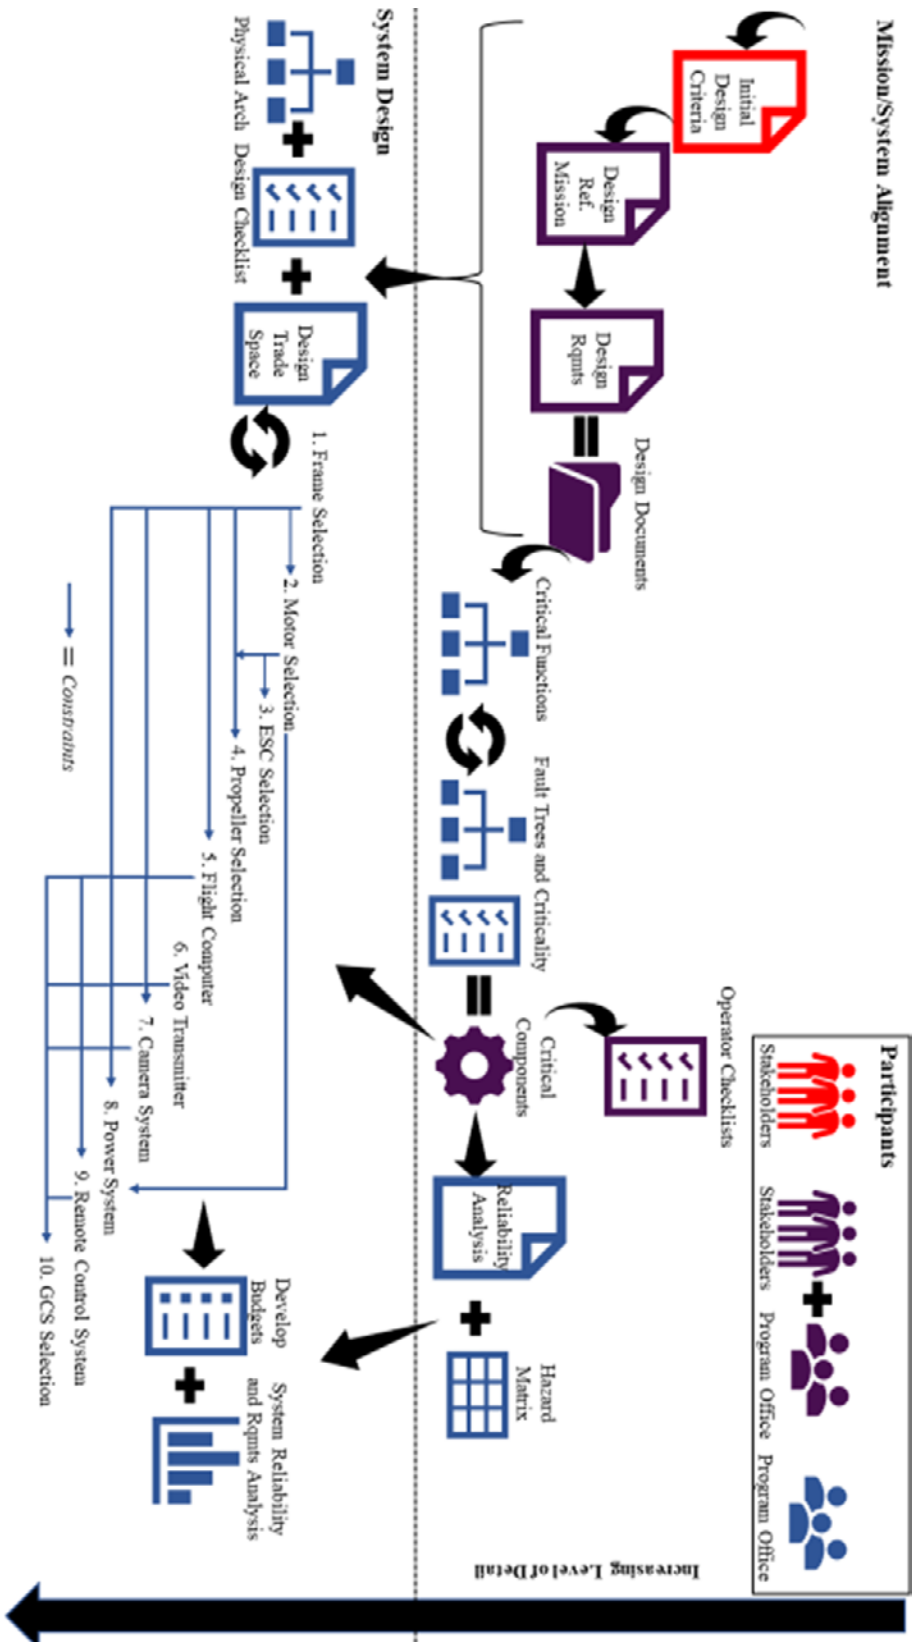 Mission/System Alignment
Initial
Design
Criteria
Design
Ref.
Mission
Design
Rqmts
Design Documents
Critical Functions
Fault Trees and Criticality
Critical
Components
Operator Checklists
Reliability
Analysis
Hazard
Matrix
Participants
Stakeholders
Stakeholders
Program Office
Program Office
Increasing Level of Detail
System Design
Physical Arch
Design Checklist
Design
Trade
Space
1. Frame Selection
2. Motor Selection
3. ESC Selection
4. Propeller Selection
5. Flight Computer
6. Video Transmitter
7. Camera System
8. Power System
9. Remote Control System
10. GCS Selection
= Constraints
Develop
Budgets
System Reliability
and Rqmts Analysis